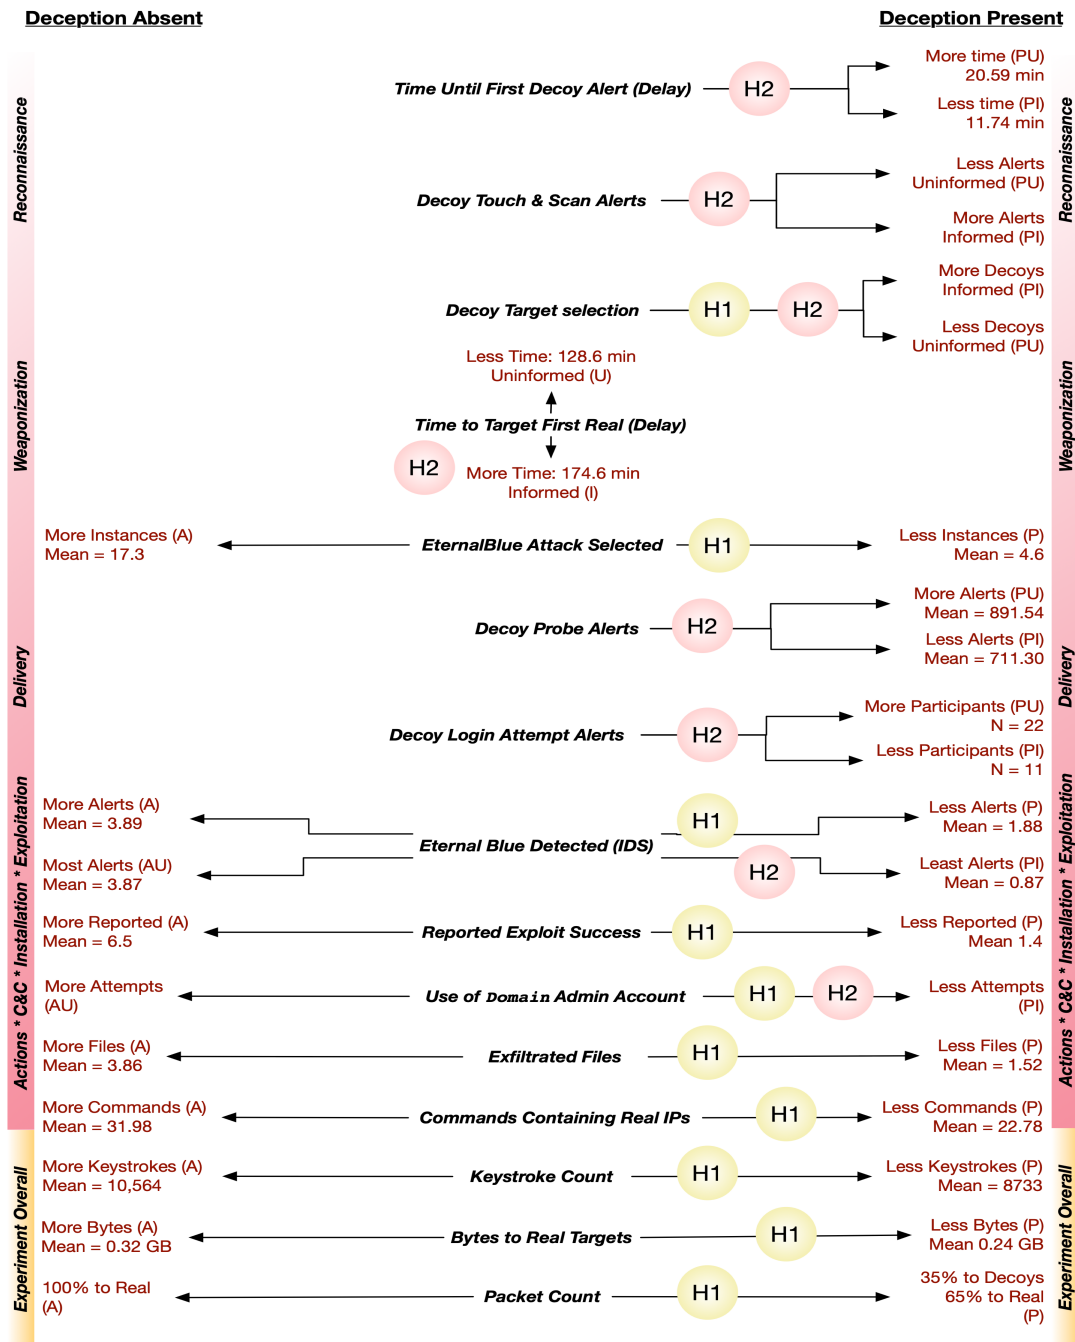 Deception Absent
Deception Present
Reconnaissance
Weaponization
Delivery
Actions * C&C * Installation * Exploitation
Experiment Overall
Time Until First Decoy Alert (Delay)
H2
More time (PU)
20.59 min
Less time (PI)
11.74 min
Decoy Touch & Scan Alerts
H2
Less Alerts
Uninformed (PU)
More Alerts
Informed (PI)
Decoy Target selection
H1
H2
More Decoys
Informed (PI)
Less Decoys
Uninformed (PU)
Less Time: 128.6 min
Uninformed (U)
Time to Target First Real (Delay)
H2
More Time: 174.6 min
Informed (I)
More Instances (A)
Mean = 17.3
EternalBlue Attack Selected
H1
Less Instances (P)
Mean = 4.6
Decoy Probe Alerts
H2
More Alerts (PU)
Mean = 891.54
Less Alerts (PI)
Mean = 711.30
Decoy Login Attempt Alerts
H2
More Participants (PU)
N = 22
Less Participants (PI)
N = 11
More Alerts (A)
Mean = 3.89
Most Alerts (AU)
Mean = 3.87
Eternal Blue Detected (IDS)
H1
H2
Less Alerts (P)
Mean = 1.88
Least Alerts (PI)
Mean = 0.87
More Reported (A)
Mean = 6.5
Reported Exploit Success
H1
Less Reported (P)
Mean 1.4
More Attempts
(AU)
Use of Domain Admin Account
H1
H2
Less Attempts
(PI)
More Files (A)
Mean = 3.86
Exfiltrated Files
H1
Less Files (P)
Mean = 1.52
More Commands (A)
Mean = 31.98
Commands Containing Real IPs
H1
Less Commands (P)
Mean = 22.78
More Keystrokes (A)
Mean = 10,564
Keystroke Count
H1
Less Keystrokes (P)
Mean = 8733
More Bytes (A)
Mean = 0.32 GB
Bytes to Real Targets
H1
Less Bytes (P)
Mean 0.24 GB
100% to Real
(A)
Packet Count
H1
35% to Decoys
65% to Real
(P)
Reconnaissance
Weaponization
Delivery
Actions * C&C * Installation * Exploitation
Experiment Overall